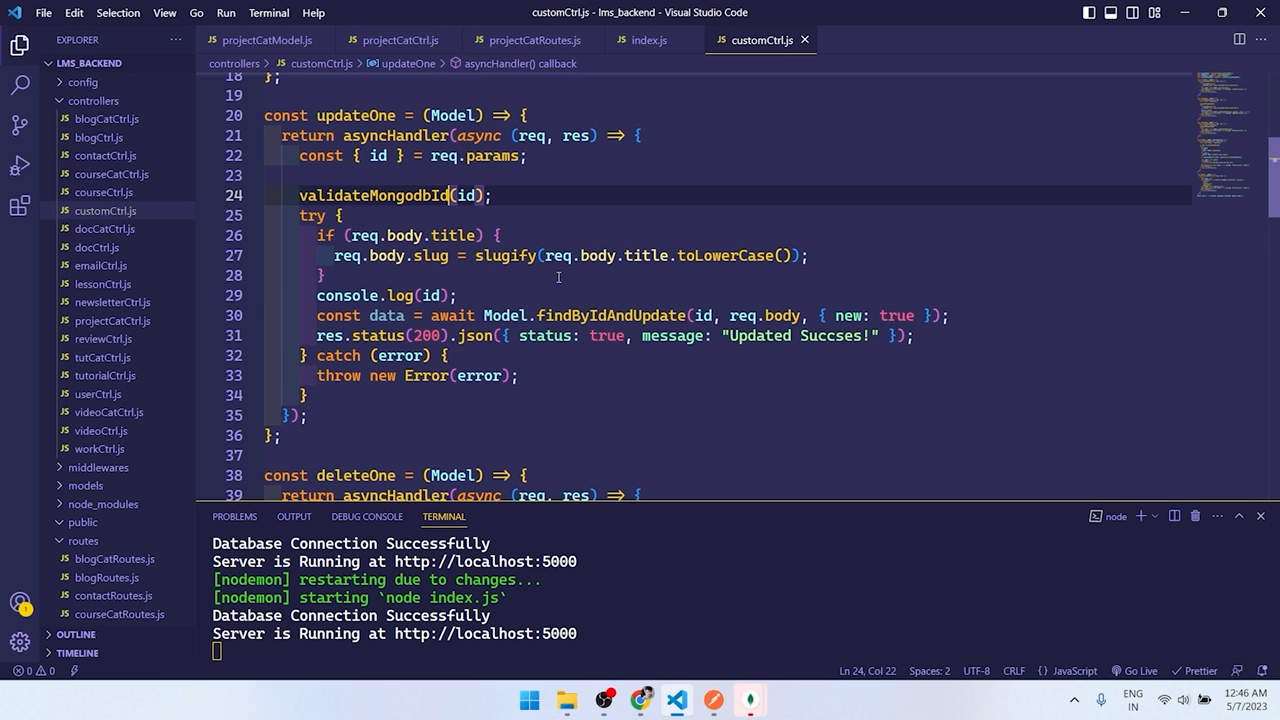 File Edit Selection View Go Run Terminal Help
customCtrl.js - lms_backend - Visual Studio Code
EXPLORER
projectCatModel.js
projectCatCtrl.js
projectCatRoutes.js
index.js
customCtrl.js
LMS_BACKEND
controllers > customCtrl.js > updateOne > asyncHandler() callback
config
controllers
blogCatCtrl.js
blogCtrl.js
contactCtrl.js
courseCatCtrl.js
courseCtrl.js
customCtrl.js
docCatCtrl.js
docCtrl.js
emailCtrl.js
lessonCtrl.js
newsletterCtrl.js
projectCatCtrl.js
reviewCtrl.js
tutCatCtrl.js
tutorialCtrl.js
userCtrl.js
videoCatCtrl.js
videoCtrl.js
workCtrl.js
middlewares
models
node_modules
public
routes
blogCatRoutes.js
blogRoutes.js
contactRoutes.js
courseCatRoutes.js
OUTLINE
TIMELINE
18 };
19
20 const updateOne = (Model) => {
21 return asyncHandler(async (req, res) => {
22 const { id } = req.params;
23
24 validateMongodbId(id);
25 try {
26 if (req.body.title) {
27 req.body.slug = slugify(req.body.title.toLowerCase());
28 }
29 console.log(id);
30 const data = await Model.findByIdAndUpdate(id, req.body, { new: true });
31 res.status(200).json({ status: true, message: "Updated Succses!" });
32 } catch (error) {
33 throw new Error(error);
34 }
35 });
36 };
37
38 const deleteOne = (Model) => {
39 return asyncHandler(async (req, res) => {
PROBLEMS OUTPUT DEBUG CONSOLE TERMINAL
node
Database Connection Successfully
Server is Running at http://localhost:5000
[nodemon] restarting due to changes...
[nodemon] starting `node index.js`
Database Connection Successfully
Server is Running at http://localhost:5000
1
0 0 Ln 24, Col 22 Spaces: 2 UTF-8 CRLF { } JavaScript Go Live Prettier
ENG
IN
12:46 AM
5/7/2023